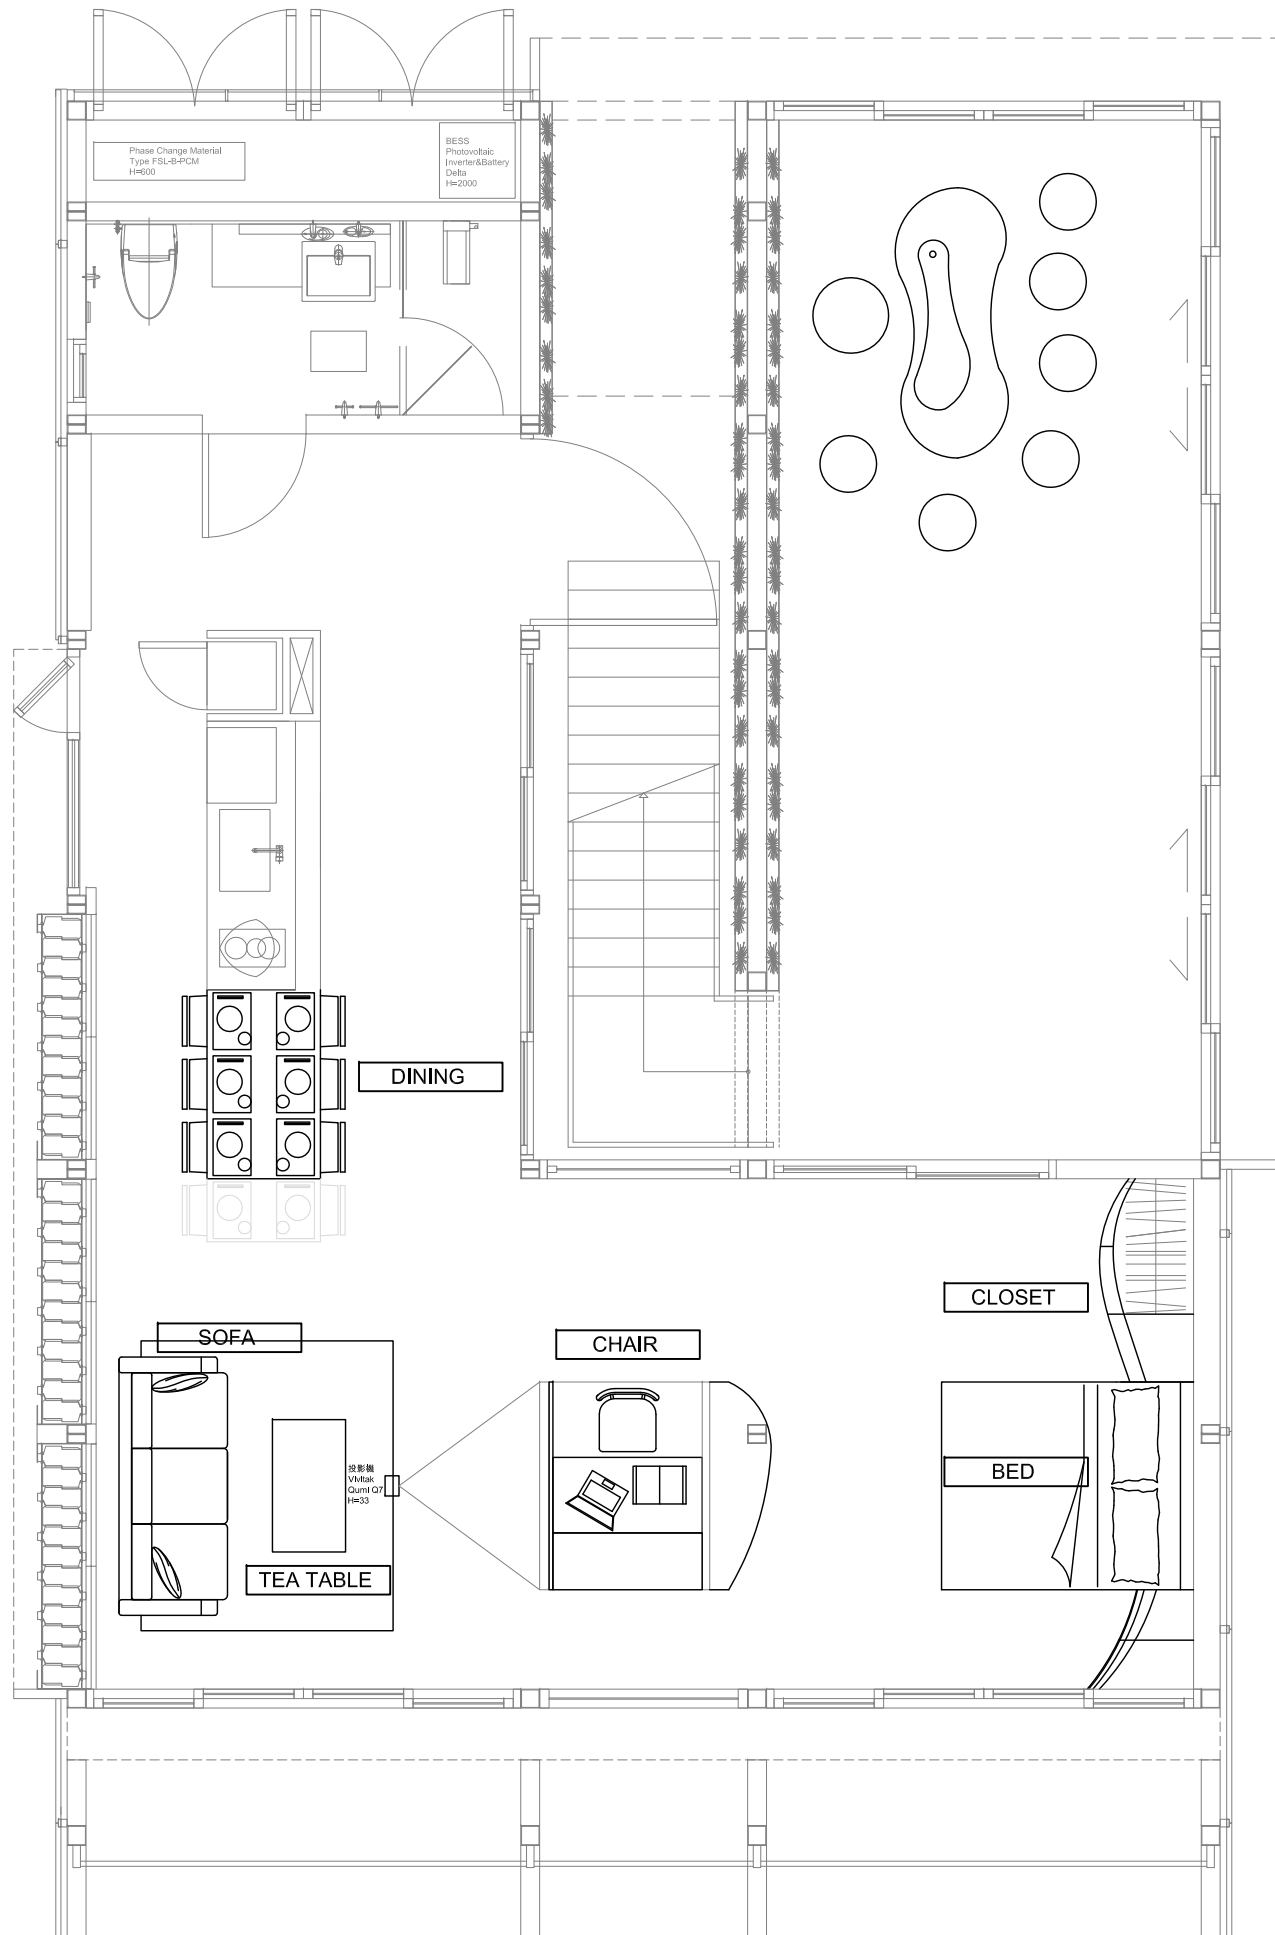 Phase Change Material
Type FSL-B-PCM
H=600
BESS
Photovoltaic
Inverter&Battery
Delta
H=2000
DINING
CLOSET
SOFA
CHAIR
BED
投影機
Vivitak
Qumi Q7
H=33
TEA TABLE